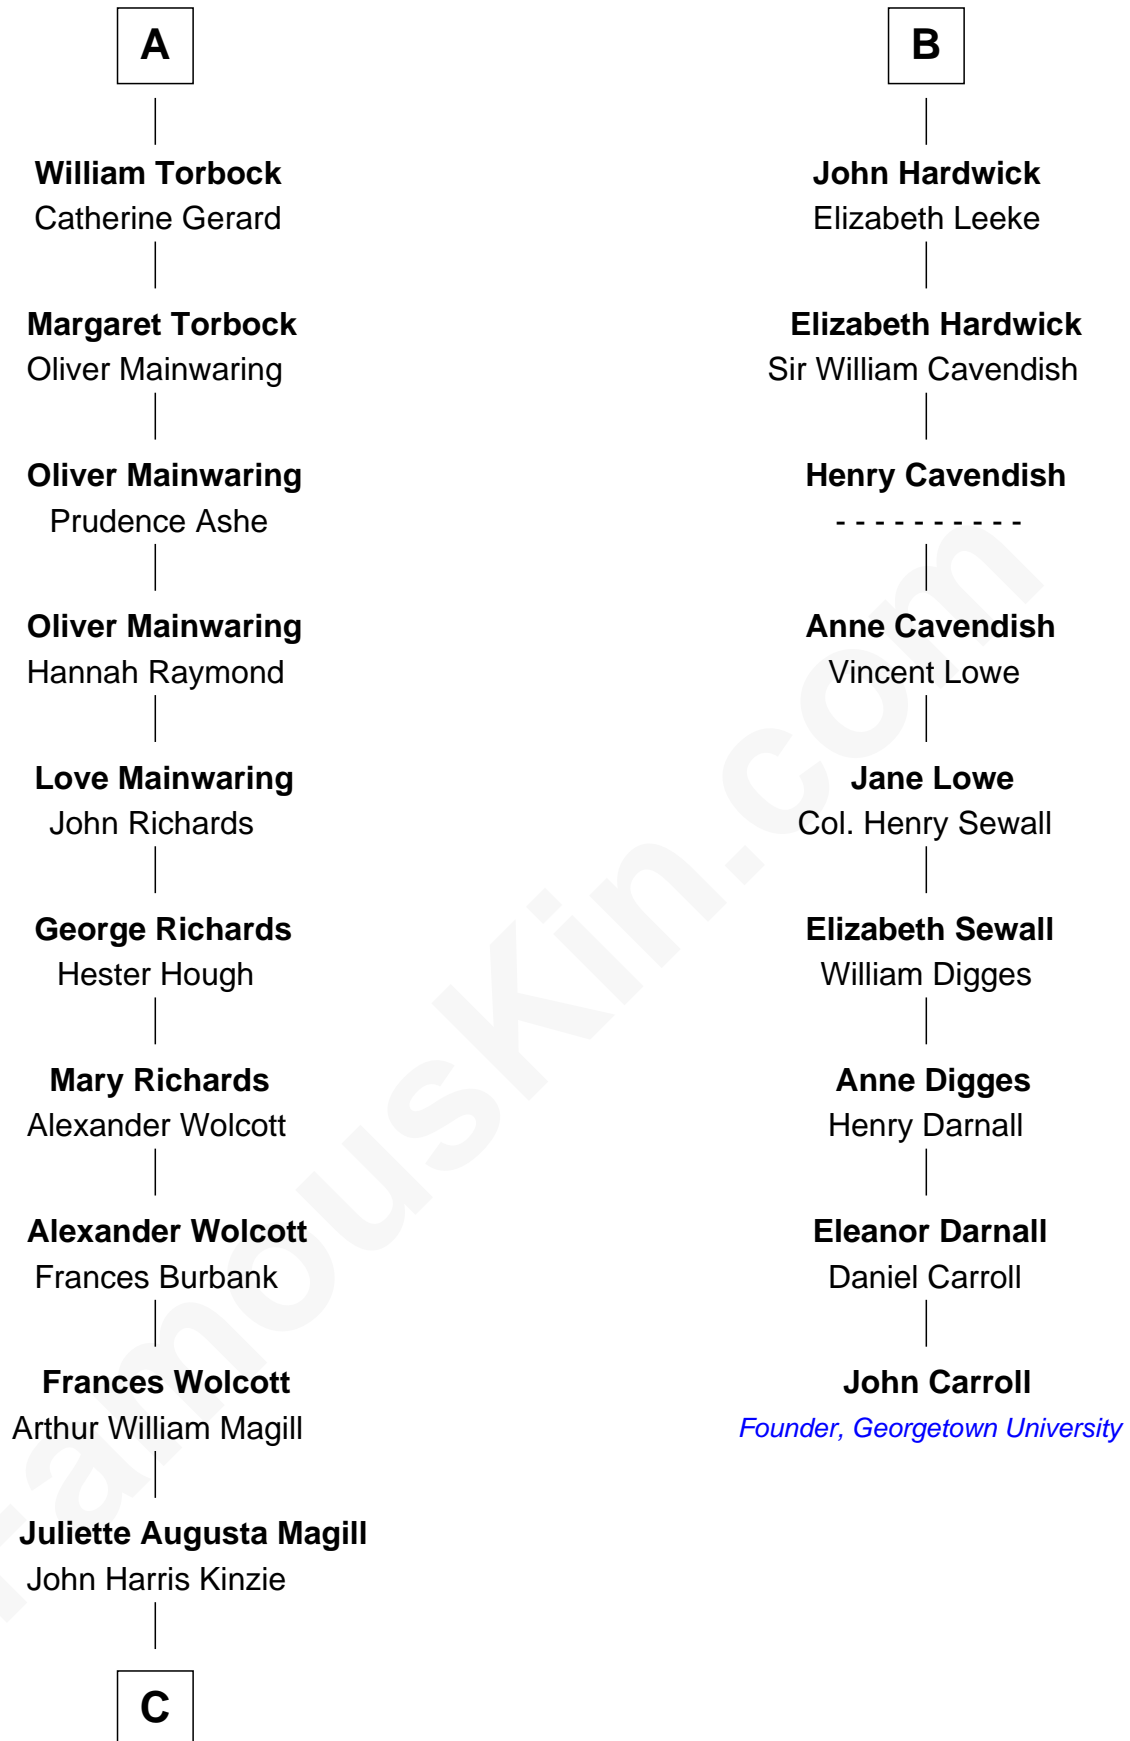 A
William Torbock
Catherine Gerard
Margaret Torbock
Oliver Mainwaring
Oliver Mainwaring
Prudence Ashe
Oliver Mainwaring
Hannah Raymond
Love Mainwaring
John Richards
George Richards
Hester Hough
Mary Richards
Alexander Wolcott
Alexander Wolcott
Frances Burbank
Frances Wolcott
Arthur William Magill
Juliette Augusta Magill
John Harris Kinzie
C
B
John Hardwick
Elizabeth Leeke
Elizabeth Hardwick
Sir William Cavendish
Henry Cavendish
- - - - - - - - - -
Anne Cavendish
Vincent Lowe
Jane Lowe
Col. Henry Sewall
Elizabeth Sewall
William Digges
Anne Digges
Henry Darnall
Eleanor Darnall
Daniel Carroll
John Carroll
Founder, Georgetown University
FamousKin.com